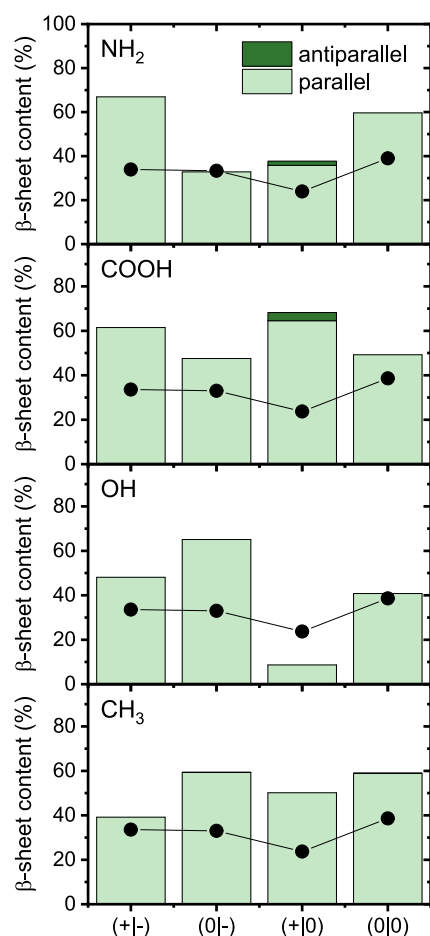 NH₂
antiparallel
parallel
β-sheet content (%)
100
80
60
40
20
0
COOH
β-sheet content (%)
80
60
40
20
0
OH
β-sheet content (%)
80
60
40
20
0
CH₃
β-sheet content (%)
80
60
40
20
0
(+|-) (0|-) (+|0) (0|0)